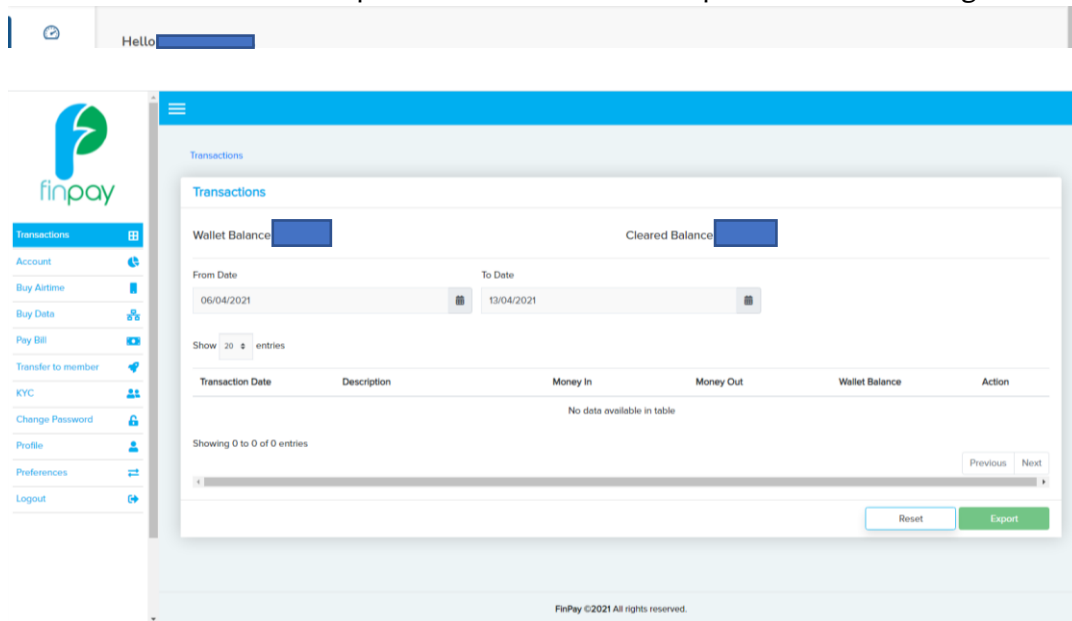 Hello
finpay
Transactions
Account
Buy Airtime
Buy Data
Pay Bill
Transfer to member
KYC
Change Password
Profile
Preferences
Logout
Transactions
Transactions
Wallet Balance Cleared Balance
From Date To Date
06/04/2021 13/04/2021
Show 20 entries
Transaction Date Description Money In Money Out Wallet Balance Action
No data available in table
Showing 0 to 0 of 0 entries
Previous Next
Reset Export
FinPay ©2021 All rights reserved.